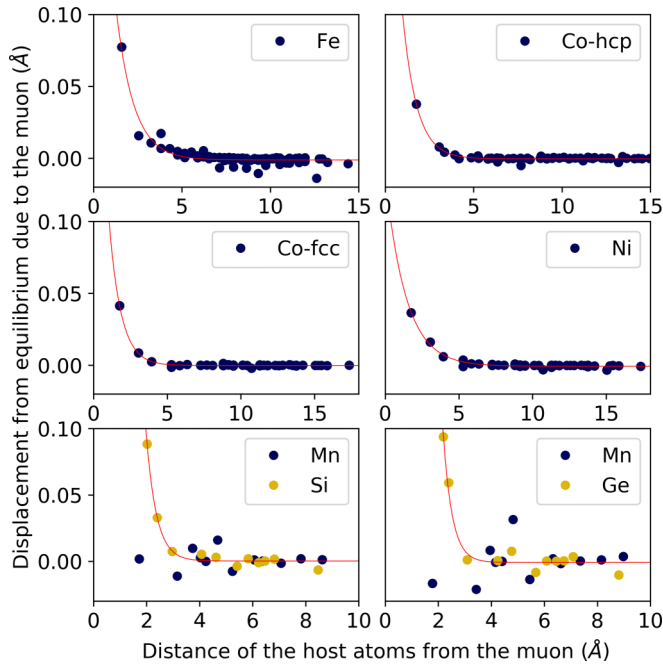 Displacement from equilibrium due to the muon (Å)
0.10
0.05
0.00
Fe
0 5 10 15
Co-hcp
0 5 10 15
0.10
0.05
0.00
Co-fcc
0 5 10 15
Ni
0 5 10 15
0.10
0.05
0.00
Mn
Si
0 2 4 6 8 10
Mn
Ge
0 2 4 6 8 10
Distance of the host atoms from the muon (Å)